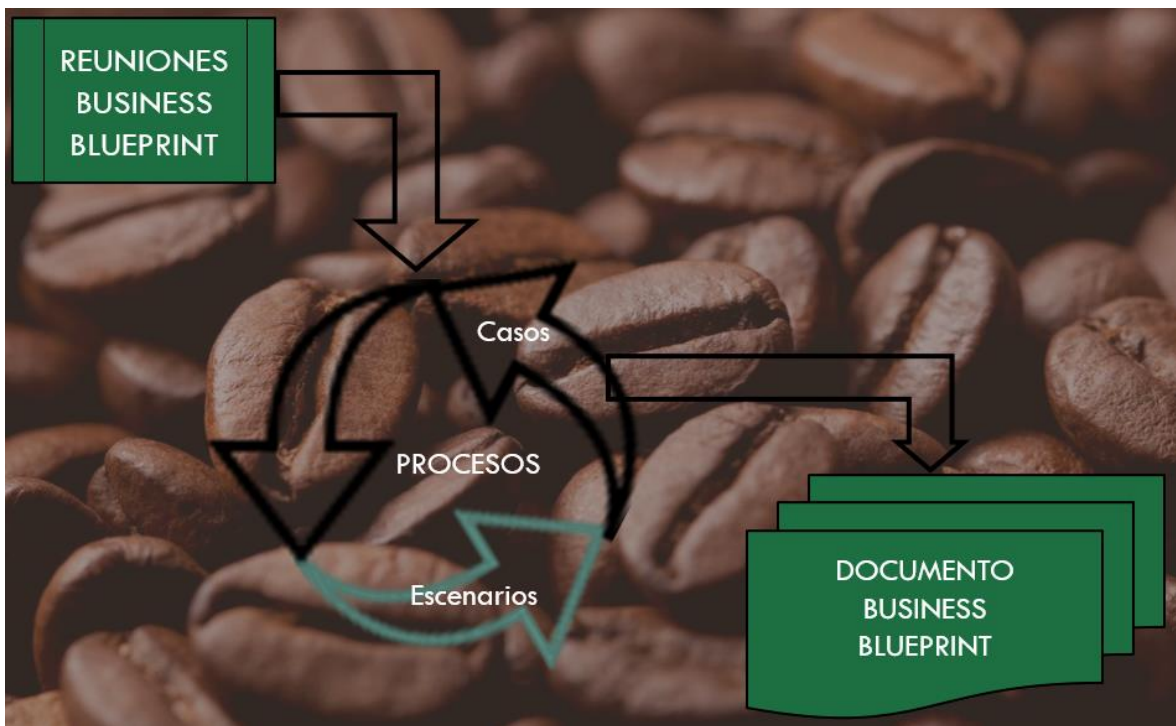 REUNIONES
BUSINESS
BLUEPRINT
Casos
PROCESOS
Escenarios
DOCUMENTO
BUSINESS
BLUEPRINT